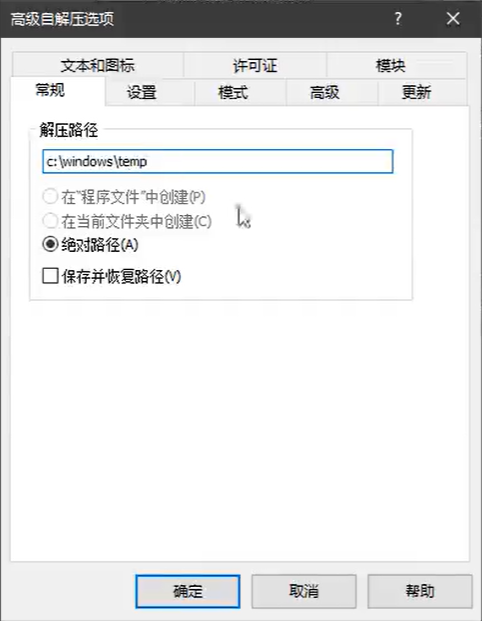 高级自解压选项
?
文本和图标 许可证 模块
常规 设置 模式 高级 更新
解压路径
c:\windows\temp
在“程序文件”中创建(P)
在当前文件夹中创建(C)
绝对路径(A)
保存并恢复路径(V)
确定 取消 帮助